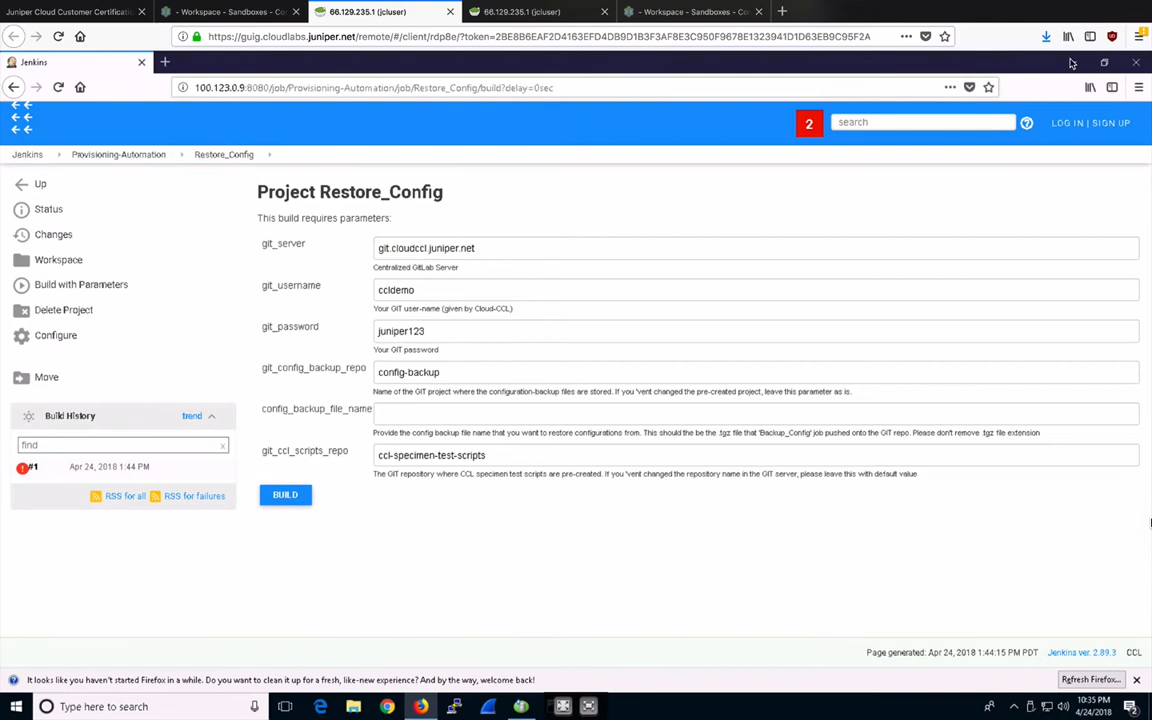 Juniper Cloud Customer Certificatic
- Workspace - Sandboxes - Co
66.129.235.1 (jcluser)
66.129.235.1 (jcluser)
- Workspace - Sandboxes - Co
https://guig.cloudlabs.juniper.net/remote/#/client/rdp8e/?token=2BE8B6EAF2D4163EFD4DB9D1B3F3AF8E3C950F9678E1323941D1D63EB9C95F2A
Jenkins
100.123.0.9:8080/job/Provisioning-Automation/job/Restore_Config/build?delay=0sec
2
search
LOG IN | SIGN UP
Jenkins
Provisioning-Automation
Restore_Config
Up
Status
Changes
Workspace
Build with Parameters
Delete Project
Configure
Move
Build History
trend
find
x
#1
Apr 24, 2018 1:44 PM
RSS for all
RSS for failures
Project Restore_Config
This build requires parameters:
git_server
git.cloudccl.juniper.net
Centralized GitLab Server
git_username
ccldemo
Your GIT user-name (given by Cloud-CCL)
git_password
juniper123
Your GIT password
git_config_backup_repo
config-backup
Name of the GIT project where the configuration-backup files are stored. If you 'vent changed the pre-created project, leave this parameter as is.
config_backup_file_name
Provide the config backup file name that you want to restore configurations from. This should the be the .tgz file that 'Backup_Config' job pushed onto the GIT repo. Please don't remove .tgz file extension
git_ccl_scripts_repo
ccl-specimen-test-scripts
The GIT repository where CCL specimen test scripts are pre-created. If you 'vent changed the repository name in the GIT server, please leave this with default value
BUILD
Page generated: Apr 24, 2018 1:44:15 PM PDT
Jenkins ver. 2.89.3
CCL
It looks like you haven't started Firefox in a while. Do you want to clean it up for a fresh, like-new experience? And by the way, welcome back!
Refresh Firefox...
Type here to search
10:35 PM
4/24/2018
2